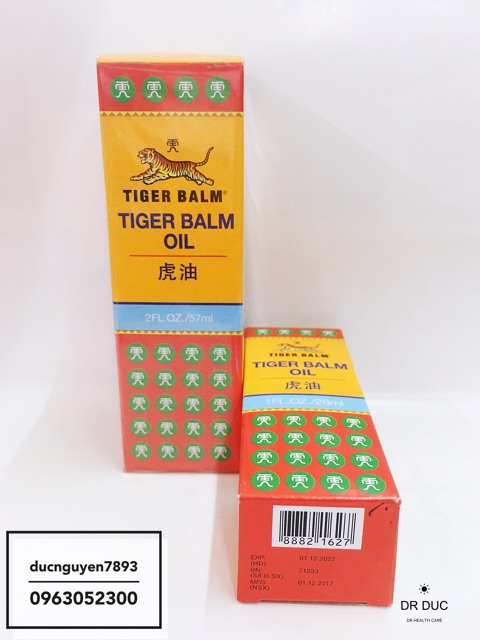 TIGER BALM®
TIGER BALM
OIL
虎油
2FL.OZ./57ml
TIGER BALM
TIGER BALM
OIL
虎油
1FL.OZ./28ml
8882 1627
EXP: 01 12 2022
(HD)
BN: 71233
(Số lô SX)
MFG: 01 12 2017
(NSX)
ducnguyen7893
0963052300
DR DUC
DR HEALTH CARE